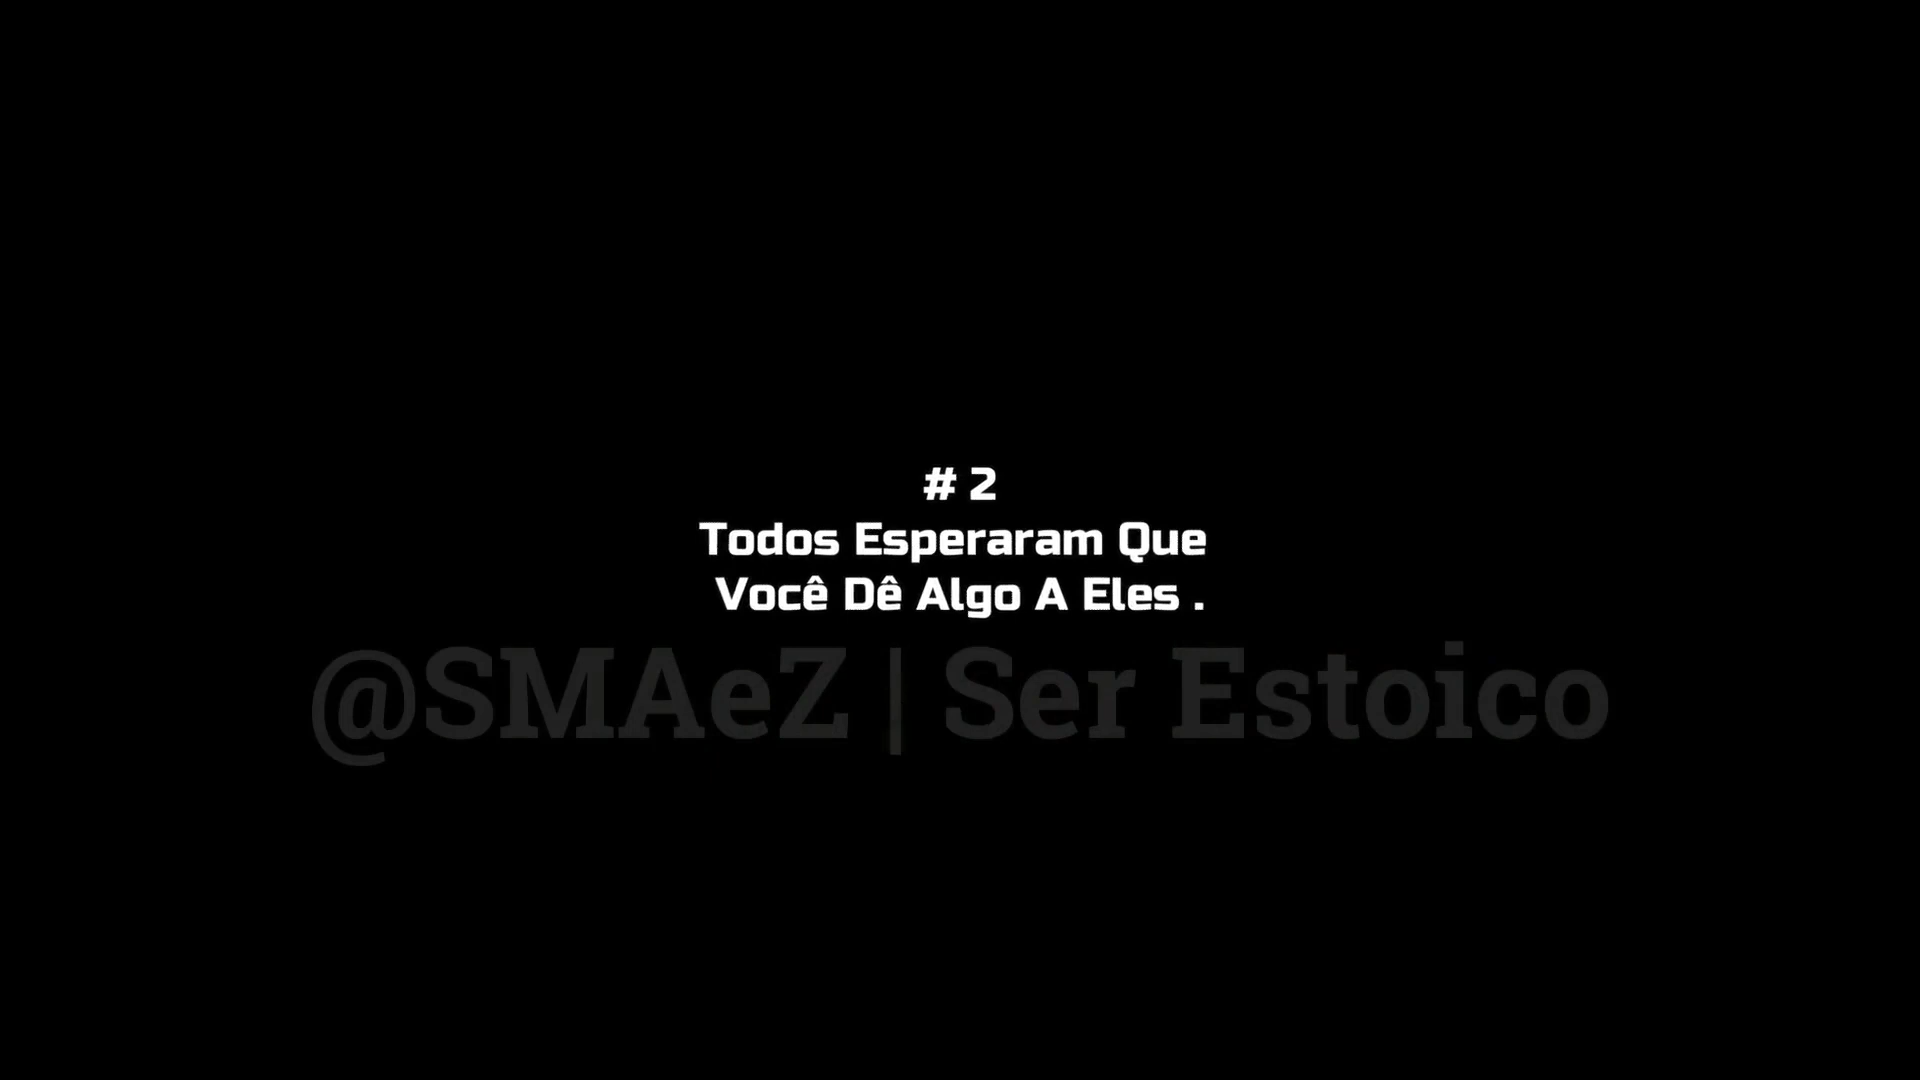 # 2
Todos Esperaram Que
Você Dê Algo A Eles .
@SMAeZ | Ser Estoico